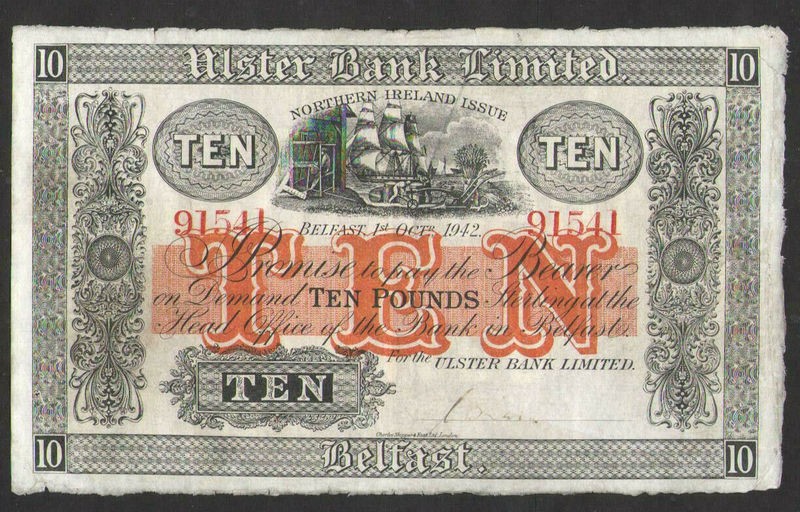 10 Ulster Bank Limited. 10
NORTHERN IRELAND ISSUE
TEN TEN
91541 91541
BELFAST, 1st OCTR. 1942.
TEN
Promise to pay the Bearer
on Demand TEN POUNDS Sterling at the
Head Office of the Bank in Belfast.
For the ULSTER BANK LIMITED.
TEN
London
10 Belfast. 10